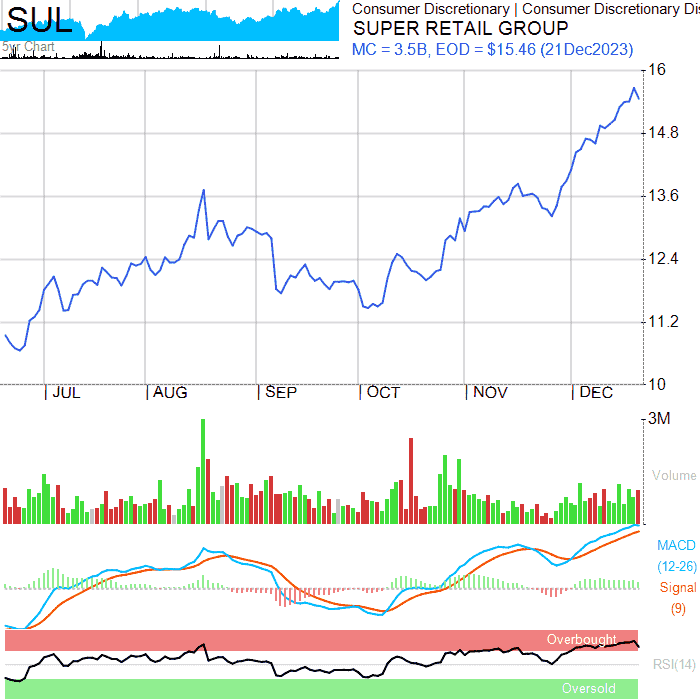 SUL
5yr Chart
Consumer Discretionary | Consumer Discretionary Dis
SUPER RETAIL GROUP
MC = 3.5B, EOD = $15.46 (21Dec2023)
16
14.8
13.6
12.4
11.2
10
JUL AUG SEP OCT NOV DEC
3M
Volume
MACD
(12-26)
Signal
(9)
Overbought
RSI(14)
Oversold